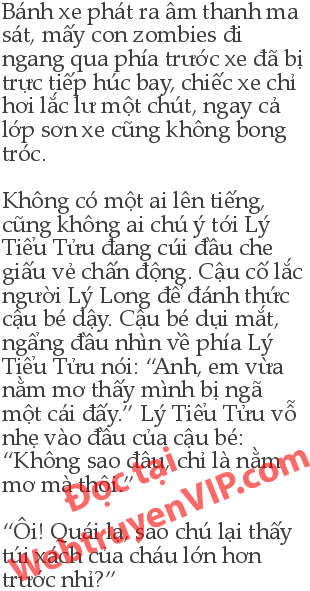 Bánh xe phát ra âm thanh ma
sát, mấy con zombies đi
ngang qua phía trước xe đã bị
trực tiếp húc bay, chiếc xe chỉ
hơi lắc lư một chút, ngay cả
lớp sơn xe cũng không bong
tróc.
Không có một ai lên tiếng,
cũng không ai chú ý tới Lý
Tiểu Tửu đang cúi đầu che
giấu vẻ chấn động. Cậu cố lắc
người Lý Long để đánh thức
cậu bé dậy. Cậu bé dụi mắt,
ngẩng đầu nhìn về phía Lý
Tiểu Tửu nói: “Anh, em vừa
nằm mơ thấy mình bị ngã
một cái đấy.” Lý Tiểu Tửu vỗ
nhẹ vào đầu của cậu bé:
“Không sao đâu, chỉ là nằm
mơ mà thôi.”
“Ôi! Quái lạ, sao chú lại thấy
túi xách của cháu lớn hơn
trước nhỉ?”
Đọc tại
WebtruyenVIP.com